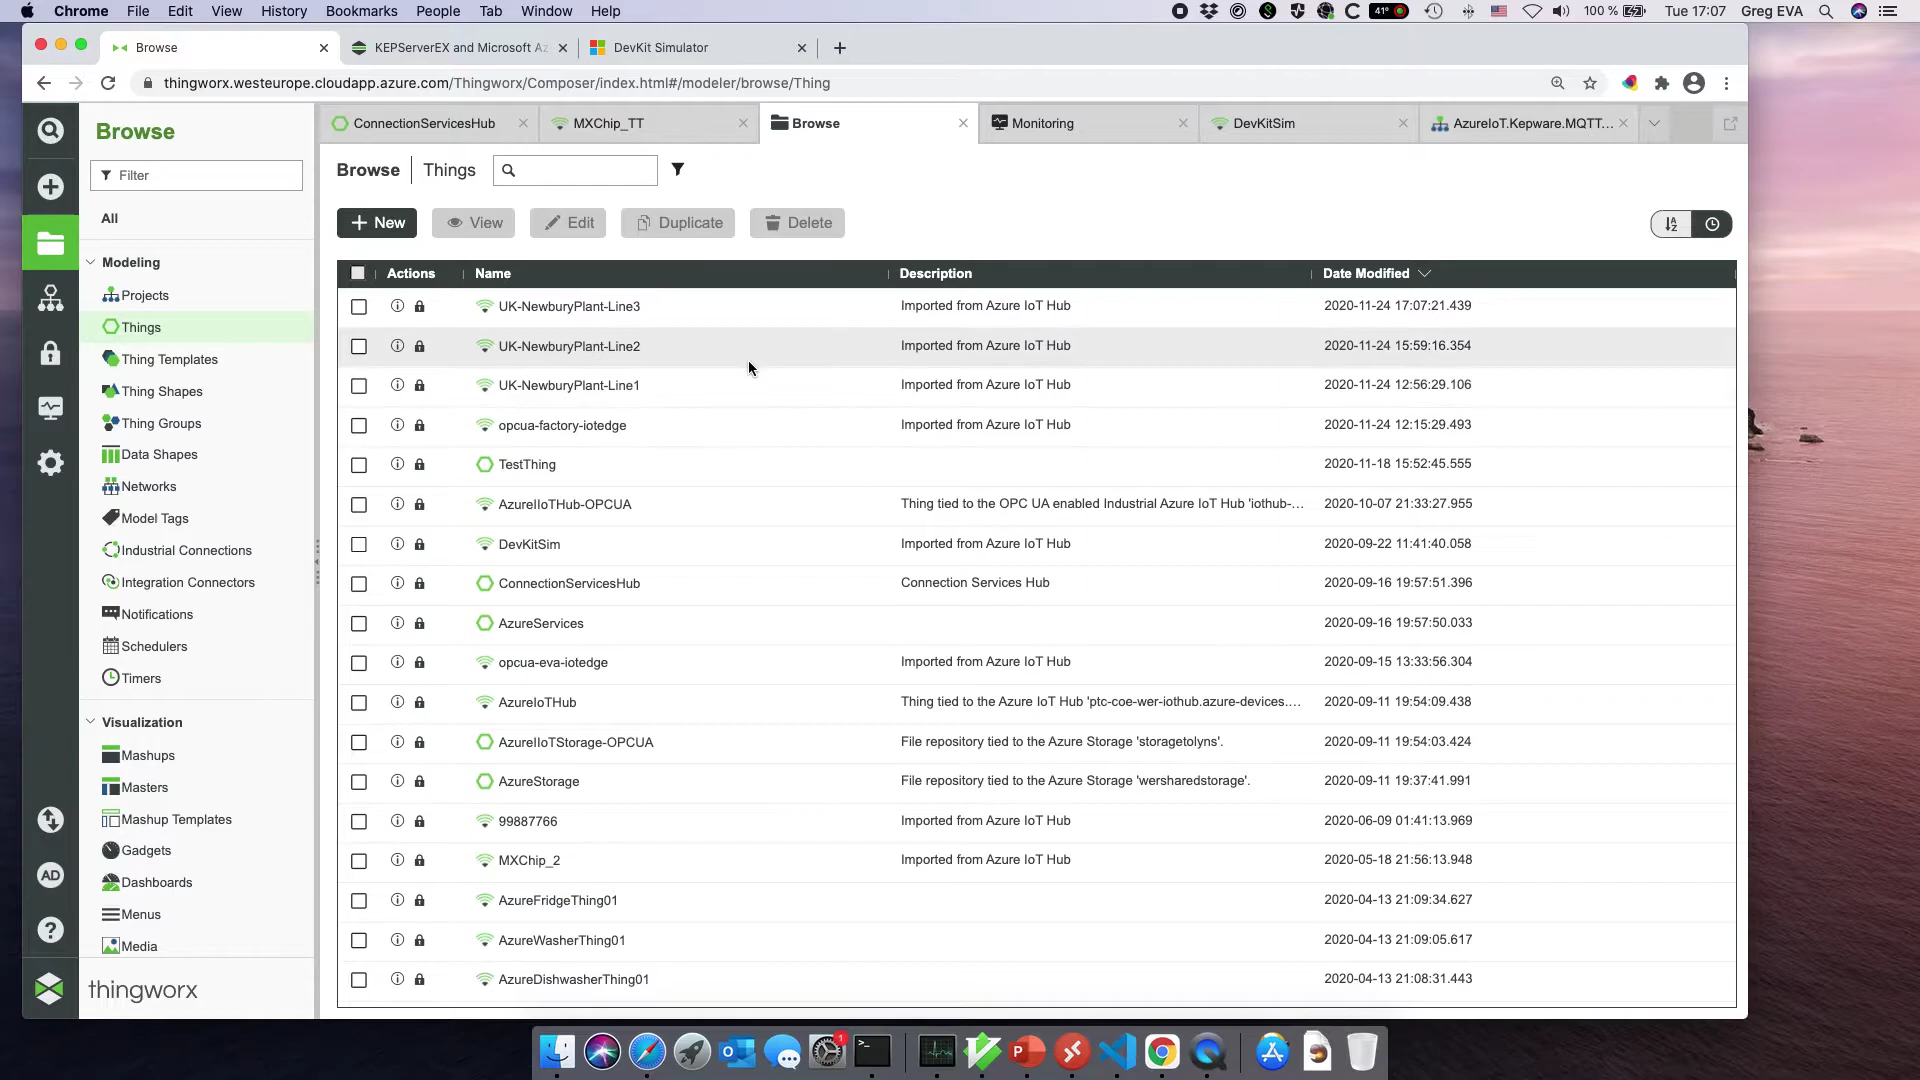 Chrome File Edit View History Bookmarks People Tab Window Help 41° 100 % Tue 17:07 Greg EVA
Browse KEPServerEX and Microsoft Az DevKit Simulator
thingworx.westeurope.cloudapp.azure.com/Thingworx/Composer/index.html#/modeler/browse/Thing
Browse
Filter
All
Modeling
Projects
Things
Thing Templates
Thing Shapes
Thing Groups
Data Shapes
Networks
Model Tags
Industrial Connections
Integration Connectors
Notifications
Schedulers
Timers
Visualization
Mashups
Masters
Mashup Templates
Gadgets
Dashboards
Menus
Media
AD
thingworx
ConnectionServicesHub MXChip_TT Browse Monitoring DevKitSim AzureIoT.Kepware.MQTT...
Browse Things
New View Edit Duplicate Delete
Actions Name Description Date Modified
UK-NewburyPlant-Line3 Imported from Azure IoT Hub 2020-11-24 17:07:21.439
UK-NewburyPlant-Line2 Imported from Azure IoT Hub 2020-11-24 15:59:16.354
UK-NewburyPlant-Line1 Imported from Azure IoT Hub 2020-11-24 12:56:29.106
opcua-factory-iotedge Imported from Azure IoT Hub 2020-11-24 12:15:29.493
TestThing 2020-11-18 15:52:45.555
AzureIIoTHub-OPCUA Thing tied to the OPC UA enabled Industrial Azure IoT Hub 'iothub-... 2020-10-07 21:33:27.955
DevKitSim Imported from Azure IoT Hub 2020-09-22 11:41:40.058
ConnectionServicesHub Connection Services Hub 2020-09-16 19:57:51.396
AzureServices 2020-09-16 19:57:50.033
opcua-eva-iotedge Imported from Azure IoT Hub 2020-09-15 13:33:56.304
AzureIoTHub Thing tied to the Azure IoT Hub 'ptc-coe-wer-iothub.azure-devices.... 2020-09-11 19:54:09.438
AzureIIoTStorage-OPCUA File repository tied to the Azure Storage 'storagetolyns'. 2020-09-11 19:54:03.424
AzureStorage File repository tied to the Azure Storage 'wersharedstorage'. 2020-09-11 19:37:41.991
99887766 Imported from Azure IoT Hub 2020-06-09 01:41:13.969
MXChip_2 Imported from Azure IoT Hub 2020-05-18 21:56:13.948
AzureFridgeThing01 2020-04-13 21:09:34.627
AzureWasherThing01 2020-04-13 21:09:05.617
AzureDishwasherThing01 2020-04-13 21:08:31.443